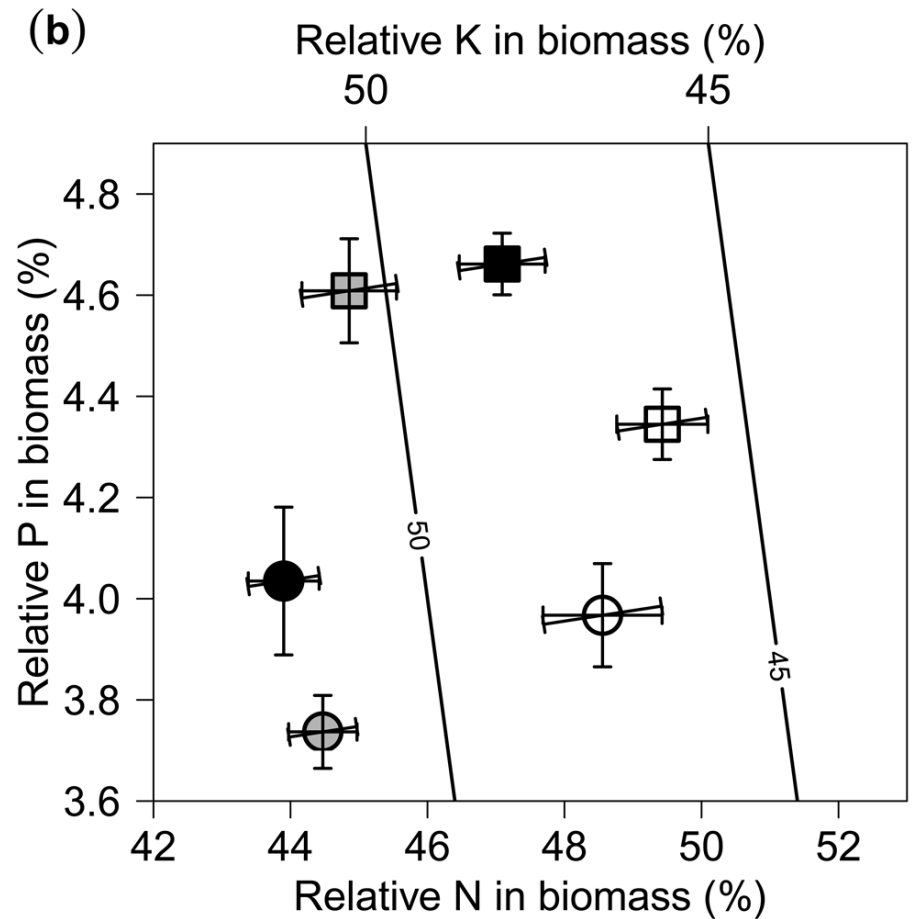 (b)
Relative K in biomass (%)
50 45
Relative P in biomass (%)
4.8
4.6
4.4
4.2
4.0
3.8
3.6
50
45
42 44 46 48 50 52
Relative N in biomass (%)